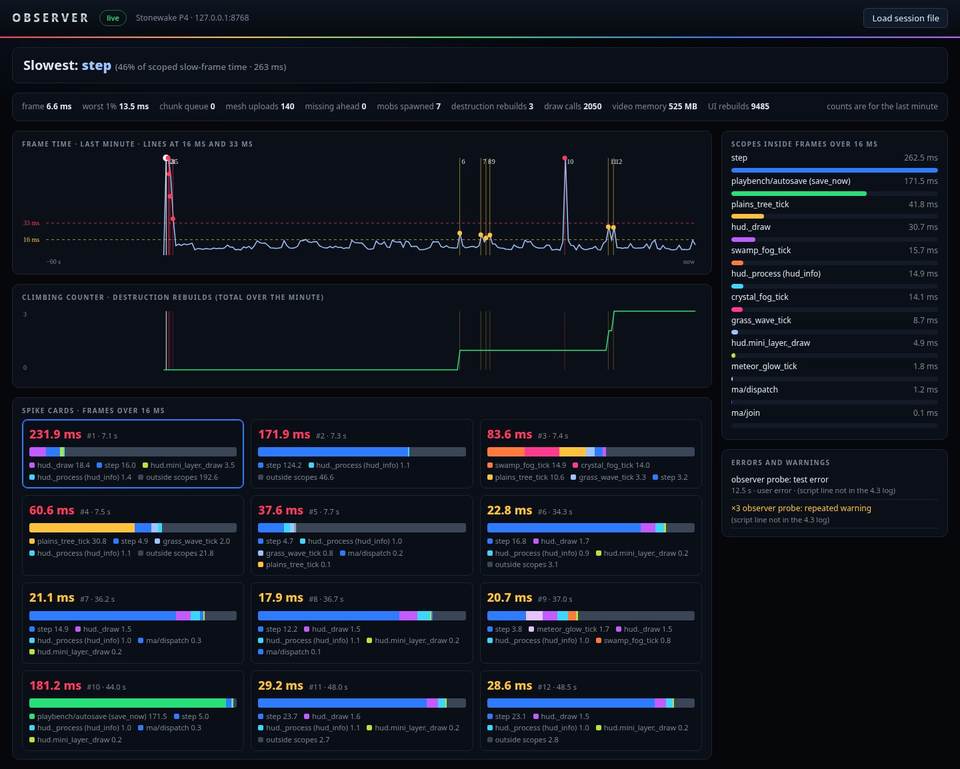 OBSERVER live Stonewake P4 · 127.0.0.1:8768 Load session file
Slowest: step (46% of scoped slow-frame time · 263 ms)
frame 6.6 ms worst 1% 13.5 ms chunk queue 0 mesh uploads 140 missing ahead 0 mobs spawned 7 destruction rebuilds 3 draw calls 2050 video memory 525 MB UI rebuilds 9485 counts are for the last minute
FRAME TIME · LAST MINUTE · LINES AT 16 MS AND 33 MS
6 7 8 9 10 11 12
33 ms
16 ms
−60 s now
CLIMBING COUNTER · DESTRUCTION REBUILDS (TOTAL OVER THE MINUTE)
3
0
SPIKE CARDS · FRAMES OVER 16 MS
231.9 ms #1 · 7.1 s
hud._draw 18.4 step 16.0 hud.mini_layer._draw 3.5
hud._process (hud_info) 1.4 outside scopes 192.6
171.9 ms #2 · 7.3 s
step 124.2 hud._process (hud_info) 1.1
outside scopes 46.6
83.6 ms #3 · 7.4 s
swamp_fog_tick 14.9 crystal_fog_tick 14.0
plains_tree_tick 10.6 grass_wave_tick 3.3 step 3.2
60.6 ms #4 · 7.5 s
plains_tree_tick 30.8 step 4.9 grass_wave_tick 2.0
hud._process (hud_info) 1.1 outside scopes 21.8
37.6 ms #5 · 7.7 s
step 4.7 hud._process (hud_info) 1.0
grass_wave_tick 0.8 ma/dispatch 0.2
plains_tree_tick 0.1
22.8 ms #6 · 34.3 s
step 16.8 hud._draw 1.7
hud._process (hud_info) 0.9 hud.mini_layer._draw 0.2
outside scopes 3.1
21.1 ms #7 · 36.2 s
step 14.9 hud._draw 1.5
hud._process (hud_info) 1.0 ma/dispatch 0.3
hud.mini_layer._draw 0.2
17.9 ms #8 · 36.7 s
step 12.2 hud._draw 1.5
hud._process (hud_info) 1.1 hud.mini_layer._draw 0.2
ma/dispatch 0.1
20.7 ms #9 · 37.0 s
step 3.8 meteor_glow_tick 1.7 hud._draw 1.5
hud._process (hud_info) 1.0 swamp_fog_tick 0.8
181.2 ms #10 · 44.0 s
playbench/autosave (save_now) 171.5 step 5.0
hud._process (hud_info) 1.0 ma/dispatch 0.3
hud.mini_layer._draw 0.2
29.2 ms #11 · 48.0 s
step 23.7 hud._draw 1.6
hud._process (hud_info) 1.1 hud.mini_layer._draw 0.2
outside scopes 2.7
28.6 ms #12 · 48.5 s
step 23.1 hud._draw 1.5
hud._process (hud_info) 1.0 hud.mini_layer._draw 0.2
outside scopes 2.8
SCOPES INSIDE FRAMES OVER 16 MS
step 262.5 ms
playbench/autosave (save_now) 171.5 ms
plains_tree_tick 41.8 ms
hud._draw 30.7 ms
swamp_fog_tick 15.7 ms
hud._process (hud_info) 14.9 ms
crystal_fog_tick 14.1 ms
grass_wave_tick 8.7 ms
hud.mini_layer._draw 4.9 ms
meteor_glow_tick 1.8 ms
ma/dispatch 1.2 ms
ma/join 0.1 ms
ERRORS AND WARNINGS
observer probe: test error
12.5 s · user error · (script line not in the 4.3 log)
×3 observer probe: repeated warning
(script line not in the 4.3 log)